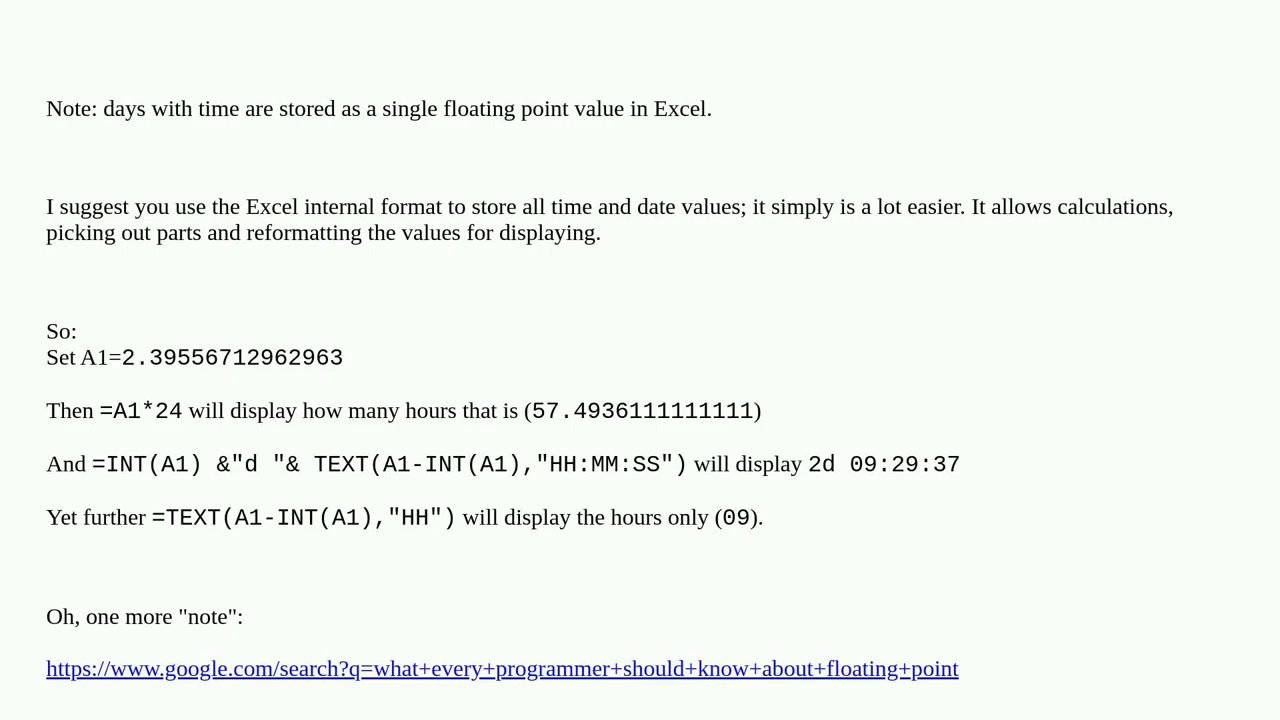 Note: days with time are stored as a single floating point value in Excel.
I suggest you use the Excel internal format to store all time and date values; it simply is a lot easier. It allows calculations,
picking out parts and reformatting the values for displaying.
So:
Set A1=2.39556712962963
Then =A1*24 will display how many hours that is (57.4936111111111)
And =INT(A1) &"d "& TEXT(A1-INT(A1),"HH:MM:SS") will display 2d 09:29:37
Yet further =TEXT(A1-INT(A1),"HH") will display the hours only (09).
Oh, one more "note":
https://www.google.com/search?q=what+every+programmer+should+know+about+floating+point